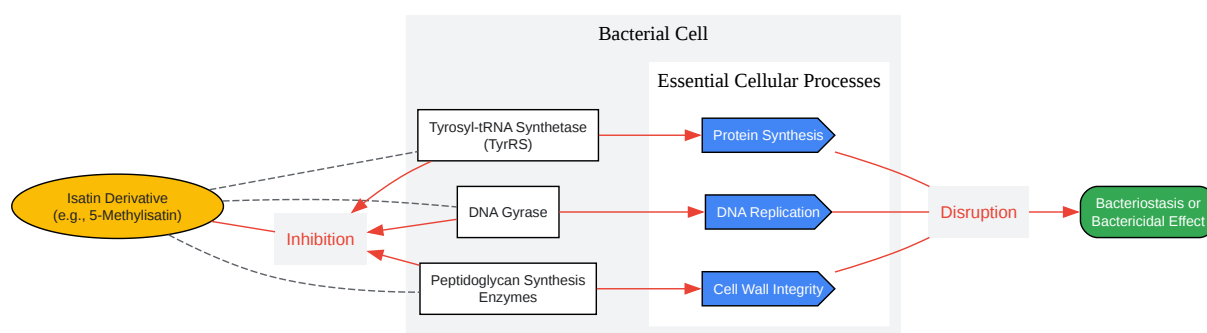 Bacterial Cell
Essential Cellular Processes
Tyrosyl-tRNA Synthetase
(TyrRS)
Protein Synthesis
Isatin Derivative
(e.g., 5-Methylisatin)
Inhibition
DNA Gyrase
DNA Replication
Disruption
Bacteriostasis or
Bactericidal Effect
Peptidoglycan Synthesis
Enzymes
Cell Wall Integrity